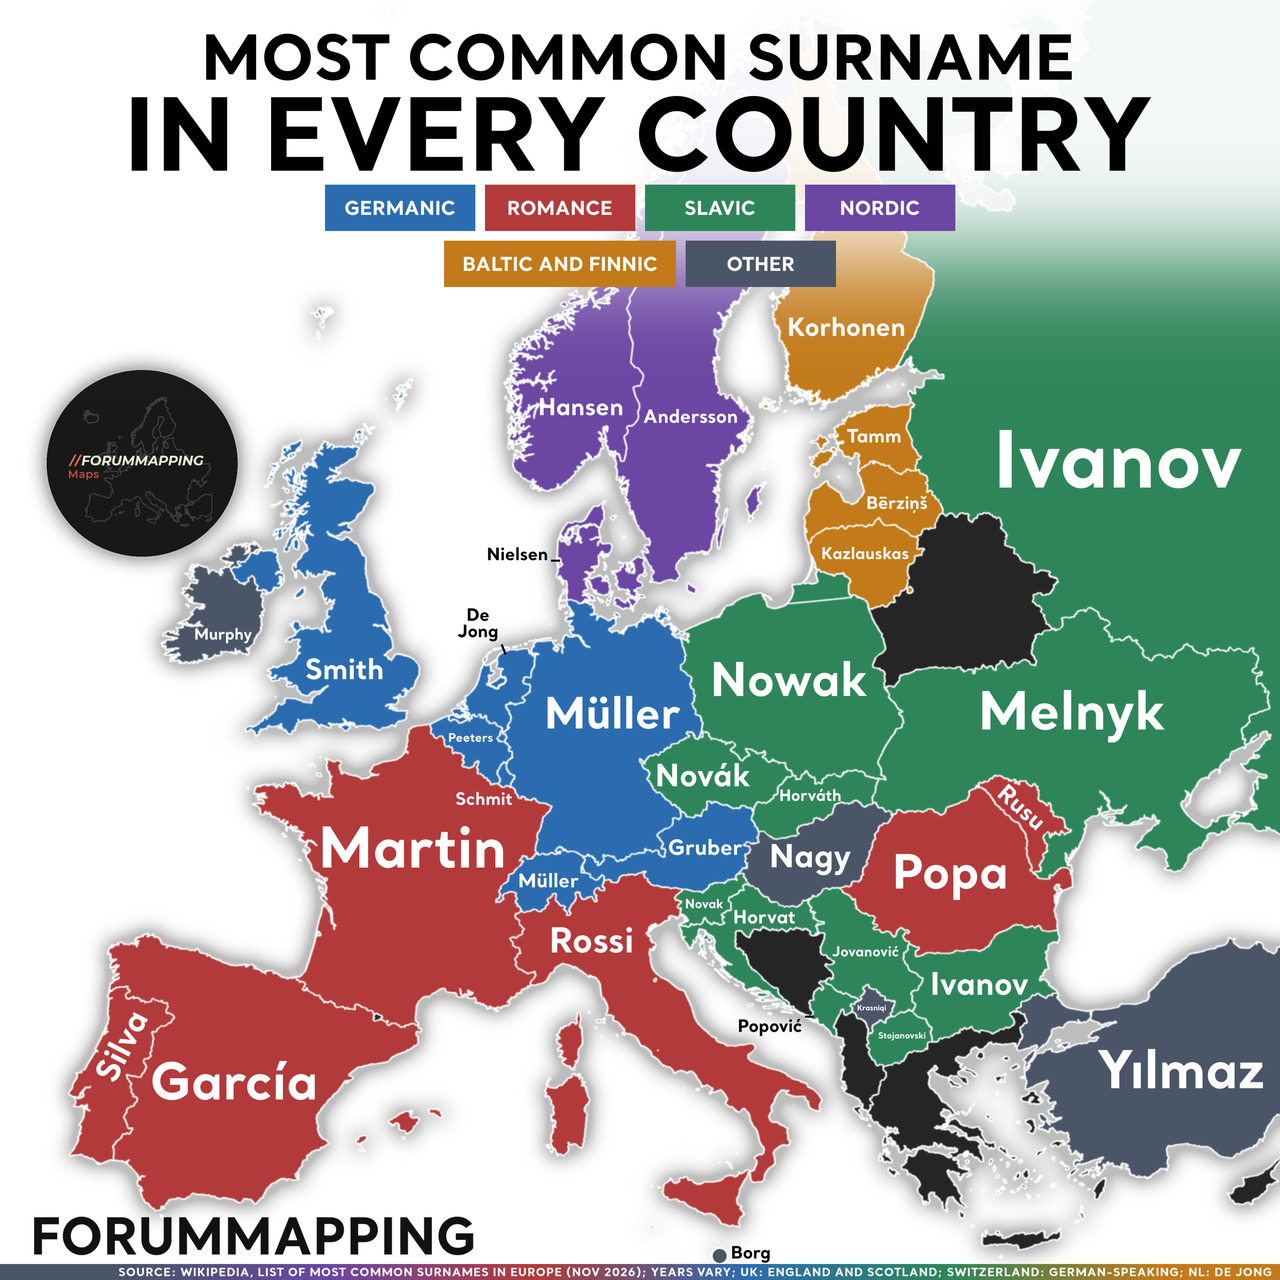 MOST COMMON SURNAME
IN EVERY COUNTRY
GERMANIC
ROMANCE
SLAVIC
NORDIC
BALTIC AND FINNIC
OTHER
Korhonen
Hansen
Andersson
Tamm
Ivanov
//FORUMMAPPING
Maps
Bērziņš
Kazlauskas
Nielsen
De
Jong
Murphy
Smith
Nowak
Müller
Melnyk
Peeters
Novák
Horváth
Schmit
Rusu
Martin
Gruber
Nagy
Popa
Müller
Novak
Horvat
Rossi
Jovanović
Ivanov
Krasniqi
Popović
Stojanovski
Silva
García
Yılmaz
FORUMMAPPING
Borg
SOURCE: WIKIPEDIA, LIST OF MOST COMMON SURNAMES IN EUROPE (NOV 2026); YEARS VARY; UK: ENGLAND AND SCOTLAND; SWITZERLAND: GERMAN-SPEAKING; NL: DE JONG